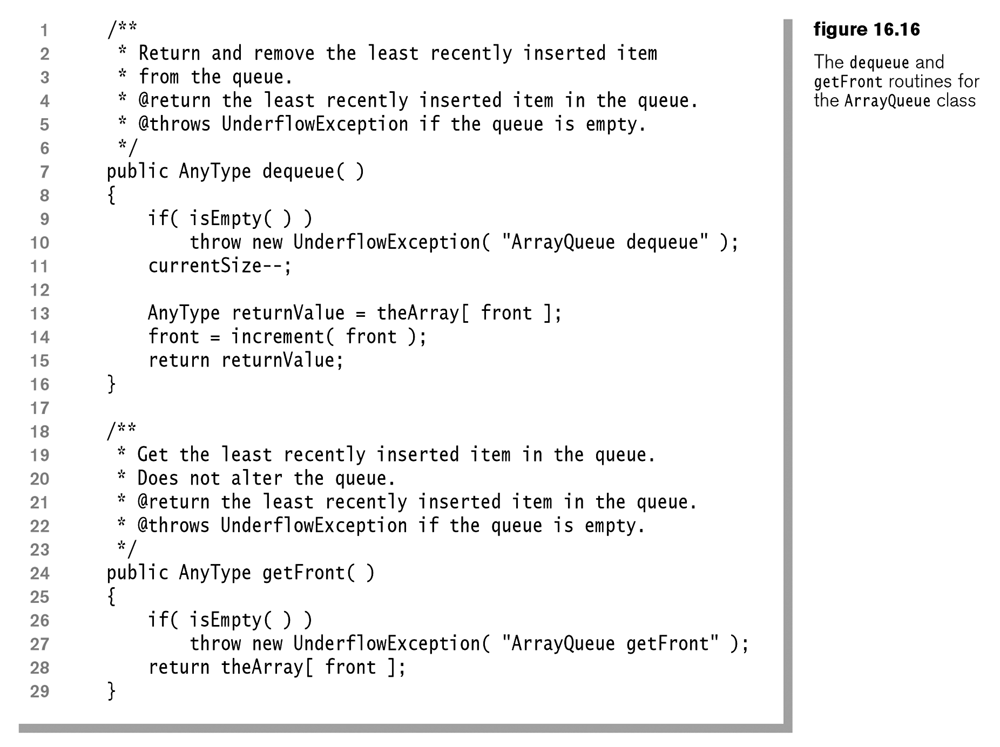 1 /**
2 * Return and remove the least recently inserted item
3 * from the queue.
4 * @return the least recently inserted item in the queue.
5 * @throws UnderflowException if the queue is empty.
6 */
7 public AnyType dequeue( )
8 {
9 if( isEmpty( ) )
10 throw new UnderflowException( "ArrayQueue dequeue" );
11 currentSize--;
12
13 AnyType returnValue = theArray[ front ];
14 front = increment( front );
15 return returnValue;
16 }
17
18 /**
19 * Get the least recently inserted item in the queue.
20 * Does not alter the queue.
21 * @return the least recently inserted item in the queue.
22 * @throws UnderflowException if the queue is empty.
23 */
24 public AnyType getFront( )
25 {
26 if( isEmpty( ) )
27 throw new UnderflowException( "ArrayQueue getFront" );
28 return theArray[ front ];
29 }
figure 16.16
The dequeue and
getFront routines for
the ArrayQueue class